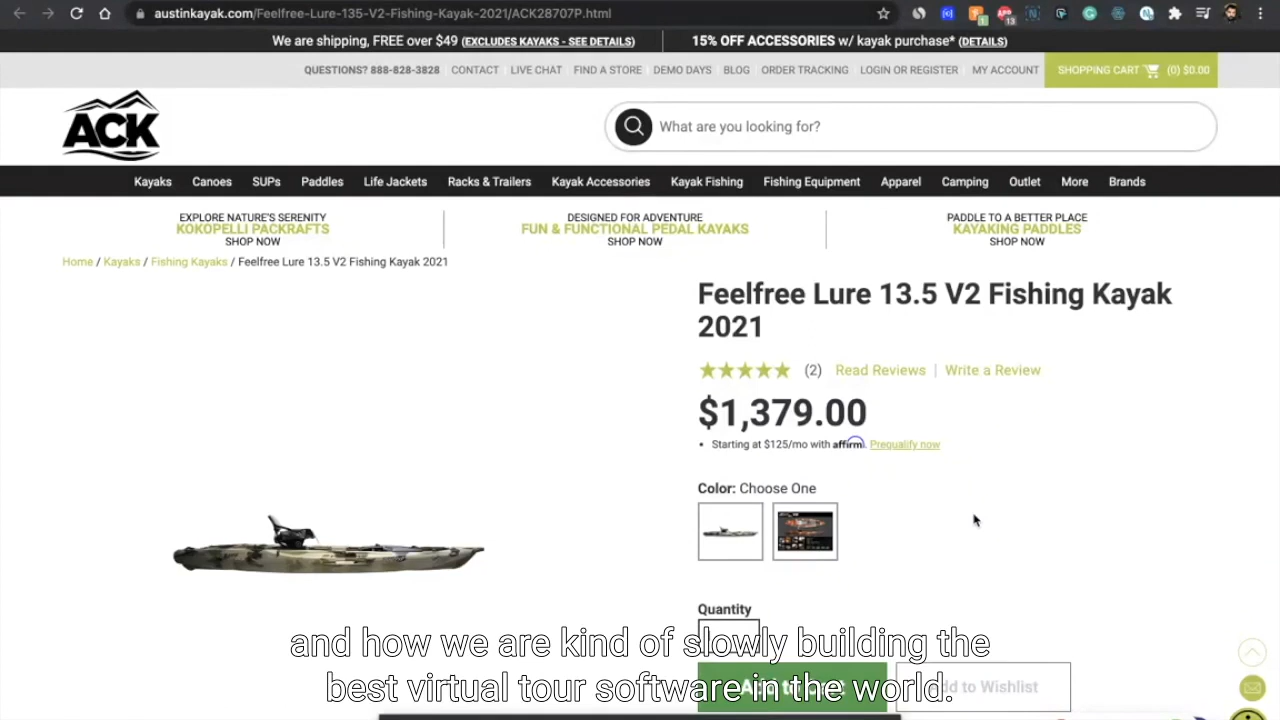 austinkayak.com/Feelfree-Lure-135-V2-Fishing-Kayak-2021/ACK28707P.html
We are shipping, FREE over $49 (EXCLUDES KAYAKS - SEE DETAILS)
15% OFF ACCESSORIES w/ kayak purchase* (DETAILS)
QUESTIONS? 888-828-3828 CONTACT LIVE CHAT FIND A STORE DEMO DAYS BLOG ORDER TRACKING LOGIN OR REGISTER MY ACCOUNT SHOPPING CART (0) $0.00
ACK
What are you looking for?
Kayaks Canoes SUPs Paddles Life Jackets Racks & Trailers Kayak Accessories Kayak Fishing Fishing Equipment Apparel Camping Outlet More Brands
EXPLORE NATURE'S SERENITY
KOKOPELLI PACKRAFTS
SHOP NOW
DESIGNED FOR ADVENTURE
FUN & FUNCTIONAL PEDAL KAYAKS
SHOP NOW
PADDLE TO A BETTER PLACE
KAYAKING PADDLES
SHOP NOW
Home / Kayaks / Fishing Kayaks / Feelfree Lure 13.5 V2 Fishing Kayak 2021
Feelfree Lure 13.5 V2 Fishing Kayak
2021
(2) Read Reviews | Write a Review
$1,379.00
• Starting at $125/mo with affirm. Prequalify now
Color: Choose One
Quantity
and how we are kind of slowly building the
best virtual tour software in the world.
to Wishlist